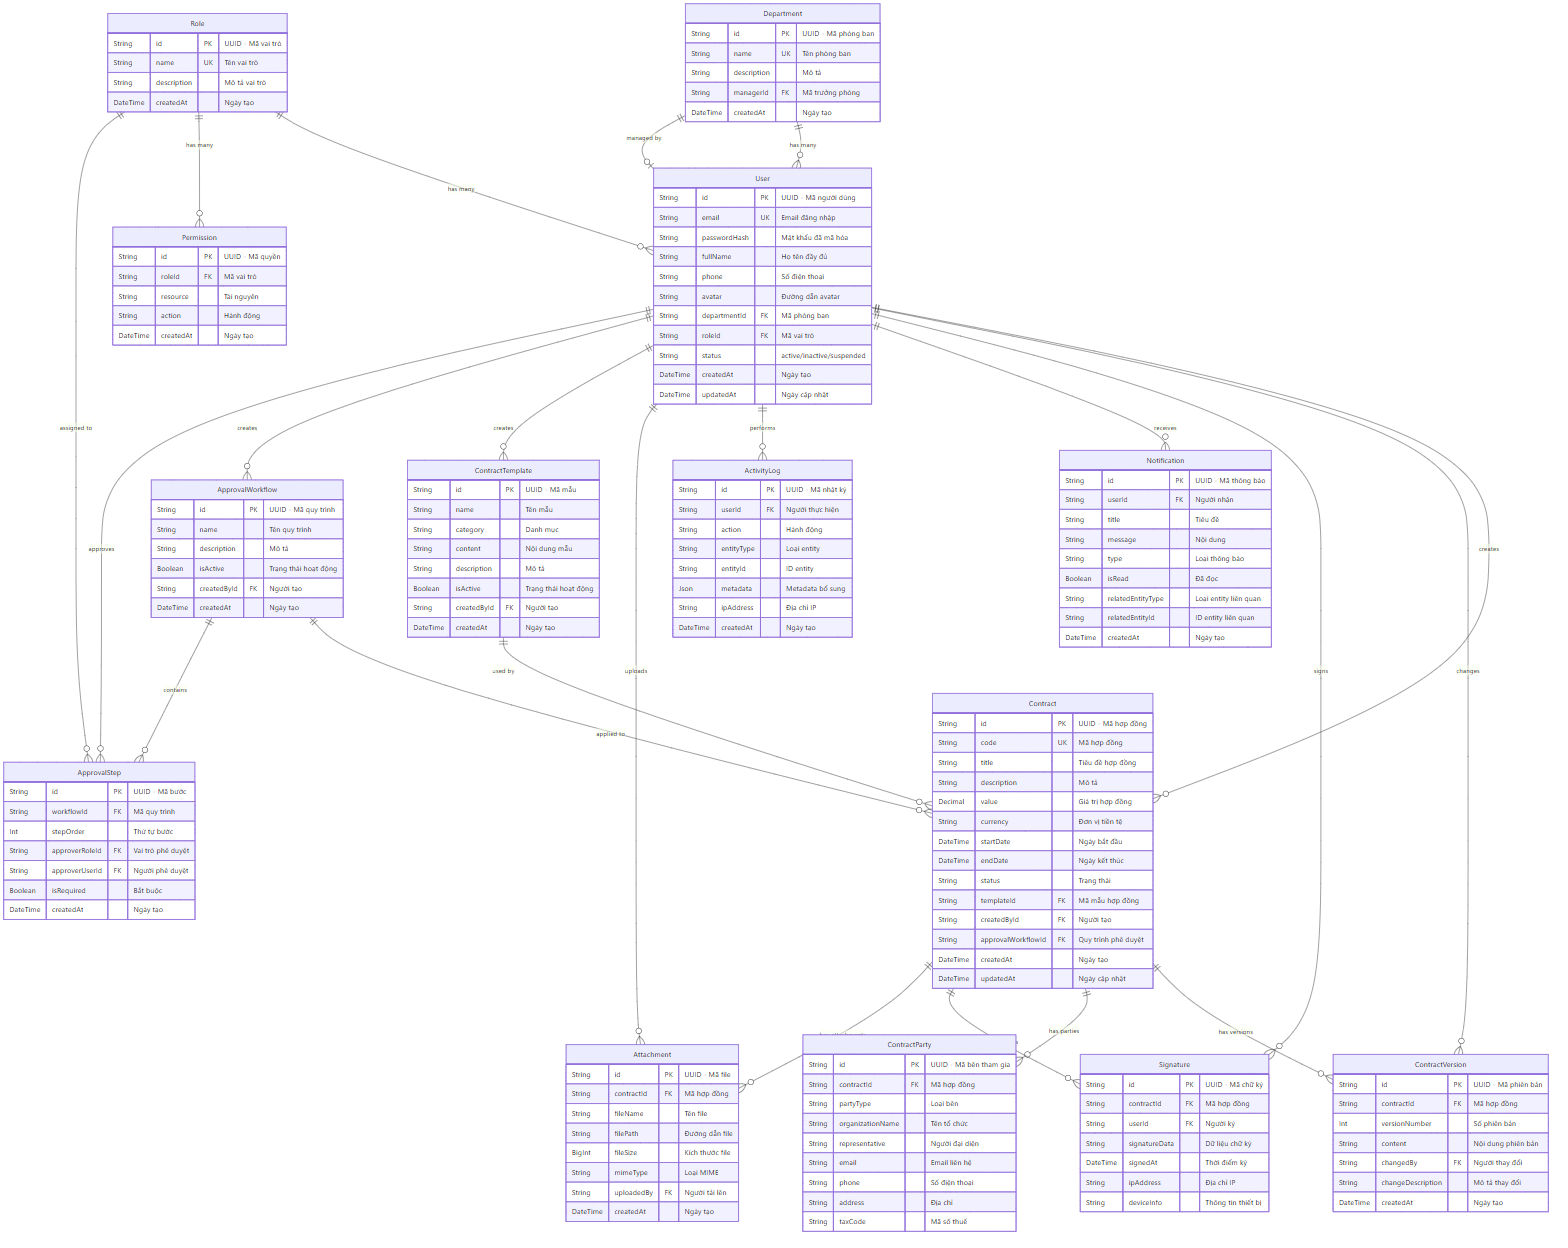 Role
String id PK UUID - Mã vai trò
String name UK Tên vai trò
String description Mô tả vai trò
DateTime createdAt Ngày tạo
Department
String id PK UUID - Mã phòng ban
String name UK Tên phòng ban
String description Mô tả
String managerId FK Mã trưởng phòng
DateTime createdAt Ngày tạo
managed by
has many
has many
has many
User
String id PK UUID - Mã người dùng
String email UK Email đăng nhập
String passwordHash Mật khẩu đã mã hóa
String fullName Họ tên đầy đủ
String phone Số điện thoại
String avatar Đường dẫn avatar
String departmentId FK Mã phòng ban
String roleId FK Mã vai trò
String status active/inactive/suspended
DateTime createdAt Ngày tạo
DateTime updatedAt Ngày cập nhật
Permission
String id PK UUID - Mã quyền
String roleId FK Mã vai trò
String resource Tài nguyên
String action Hành động
DateTime createdAt Ngày tạo
assigned to
creates
creates
performs
receives
approves
creates
ApprovalWorkflow
String id PK UUID - Mã quy trình
String name Tên quy trình
String description Mô tả
Boolean isActive Trạng thái hoạt động
String createdById FK Người tạo
DateTime createdAt Ngày tạo
ContractTemplate
String id PK UUID - Mã mẫu
String name Tên mẫu
String category Danh mục
String content Nội dung mẫu
String description Mô tả
Boolean isActive Trạng thái hoạt động
String createdById FK Người tạo
DateTime createdAt Ngày tạo
ActivityLog
String id PK UUID - Mã nhật ký
String userId FK Người thực hiện
String action Hành động
String entityType Loại entity
String entityId ID entity
Json metadata Metadata bổ sung
String ipAddress Địa chỉ IP
DateTime createdAt Ngày tạo
Notification
String id PK UUID - Mã thông báo
String userId FK Người nhận
String title Tiêu đề
String message Nội dung
String type Loại thông báo
Boolean isRead Đã đọc
String relatedEntityType Loại entity liên quan
String relatedEntityId ID entity liên quan
DateTime createdAt Ngày tạo
contains
used by
uploads
signs
changes
applied to
ApprovalStep
String id PK UUID - Mã bước
String workflowId FK Mã quy trình
Int stepOrder Thứ tự bước
String approverRoleId FK Vai trò phê duyệt
String approverUserId FK Người phê duyệt
Boolean isRequired Bắt buộc
DateTime createdAt Ngày tạo
Contract
String id PK UUID - Mã hợp đồng
String code UK Mã hợp đồng
String title Tiêu đề hợp đồng
String description Mô tả
Decimal value Giá trị hợp đồng
String currency Đơn vị tiền tệ
DateTime startDate Ngày bắt đầu
DateTime endDate Ngày kết thúc
String status Trạng thái
String templateId FK Mã mẫu hợp đồng
String createdById FK Người tạo
String approvalWorkflowId FK Quy trình phê duyệt
DateTime createdAt Ngày tạo
DateTime updatedAt Ngày cập nhật
has parties
has versions
Attachment
String id PK UUID - Mã file
String contractId FK Mã hợp đồng
String fileName Tên file
String filePath Đường dẫn file
BigInt fileSize Kích thước file
String mimeType Loại MIME
String uploadedBy FK Người tải lên
DateTime createdAt Ngày tạo
ContractParty
String id PK UUID - Mã bên tham gia
String contractId FK Mã hợp đồng
String partyType Loại bên
String organizationName Tên tổ chức
String representative Người đại diện
String email Email liên hệ
String phone Số điện thoại
String address Địa chỉ
String taxCode Mã số thuế
Signature
String id PK UUID - Mã chữ ký
String contractId FK Mã hợp đồng
String userId FK Người ký
String signatureData Dữ liệu chữ ký
DateTime signedAt Thời điểm ký
String ipAddress Địa chỉ IP
String deviceInfo Thông tin thiết bị
ContractVersion
String id PK UUID - Mã phiên bản
String contractId FK Mã hợp đồng
Int versionNumber Số phiên bản
String content Nội dung phiên bản
String changedBy FK Người thay đổi
String changeDescription Mô tả thay đổi
DateTime createdAt Ngày tạo